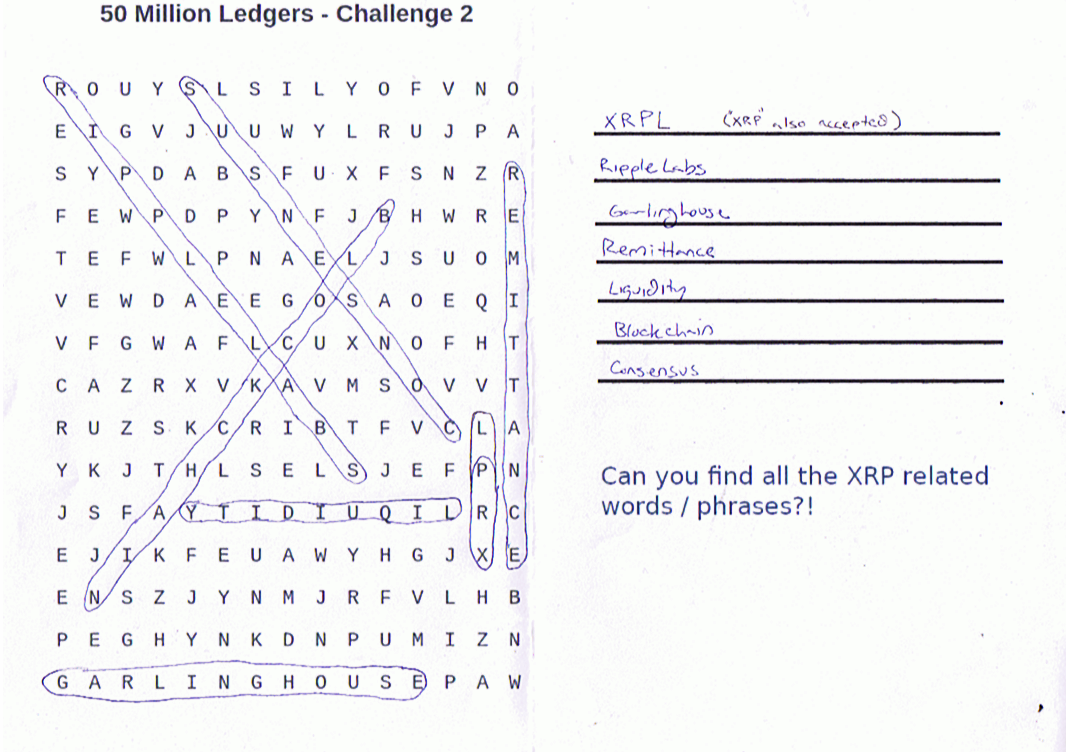 50 Million Ledgers - Challenge 2
R O U Y S L S I L Y O F V N O
E I G V J U U W Y L R U J P A
S Y P D A B S F U X F S N Z R
F E W P D P Y N F J B H W R E
T E F W L P N A E L J S U O M
V E W D A E E G O S A O E Q I
V F G W A F L C U X N O F H T
C A Z R X V K A V M S O V V T
R U Z S K C R I B T F V C L A
Y K J T H L S E L S J E F P N
J S F A Y T I D I U Q I L R C
E J I K F E U A W Y H G J X E
E N S Z J Y N M J R F V L H B
P E G H Y N K D N P U M I Z N
G A R L I N G H O U S E P A W
XRPL ("XRP" also accepted)
Ripple Labs
Garlinghouse
Remittance
Liquidity
Blockchain
Consensus
Can you find all the XRP related
words / phrases?!